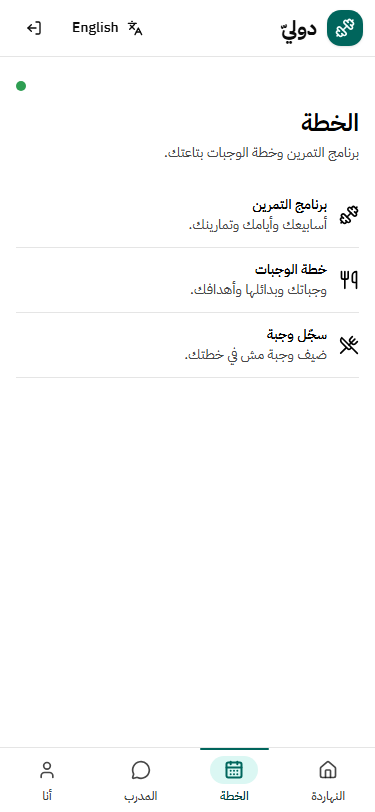 دوليّ
English
الخطة
برنامج التمرين وخطة الوجبات بتاعتك.
برنامج التمرين
أسابيعك وأيامك وتمارينك.
خطة الوجبات
وجباتك وبدائلها وأهدافك.
سجّل وجبة
ضيف وجبة مش في خطتك.
النهاردة
الخطة
المدرب
أنا